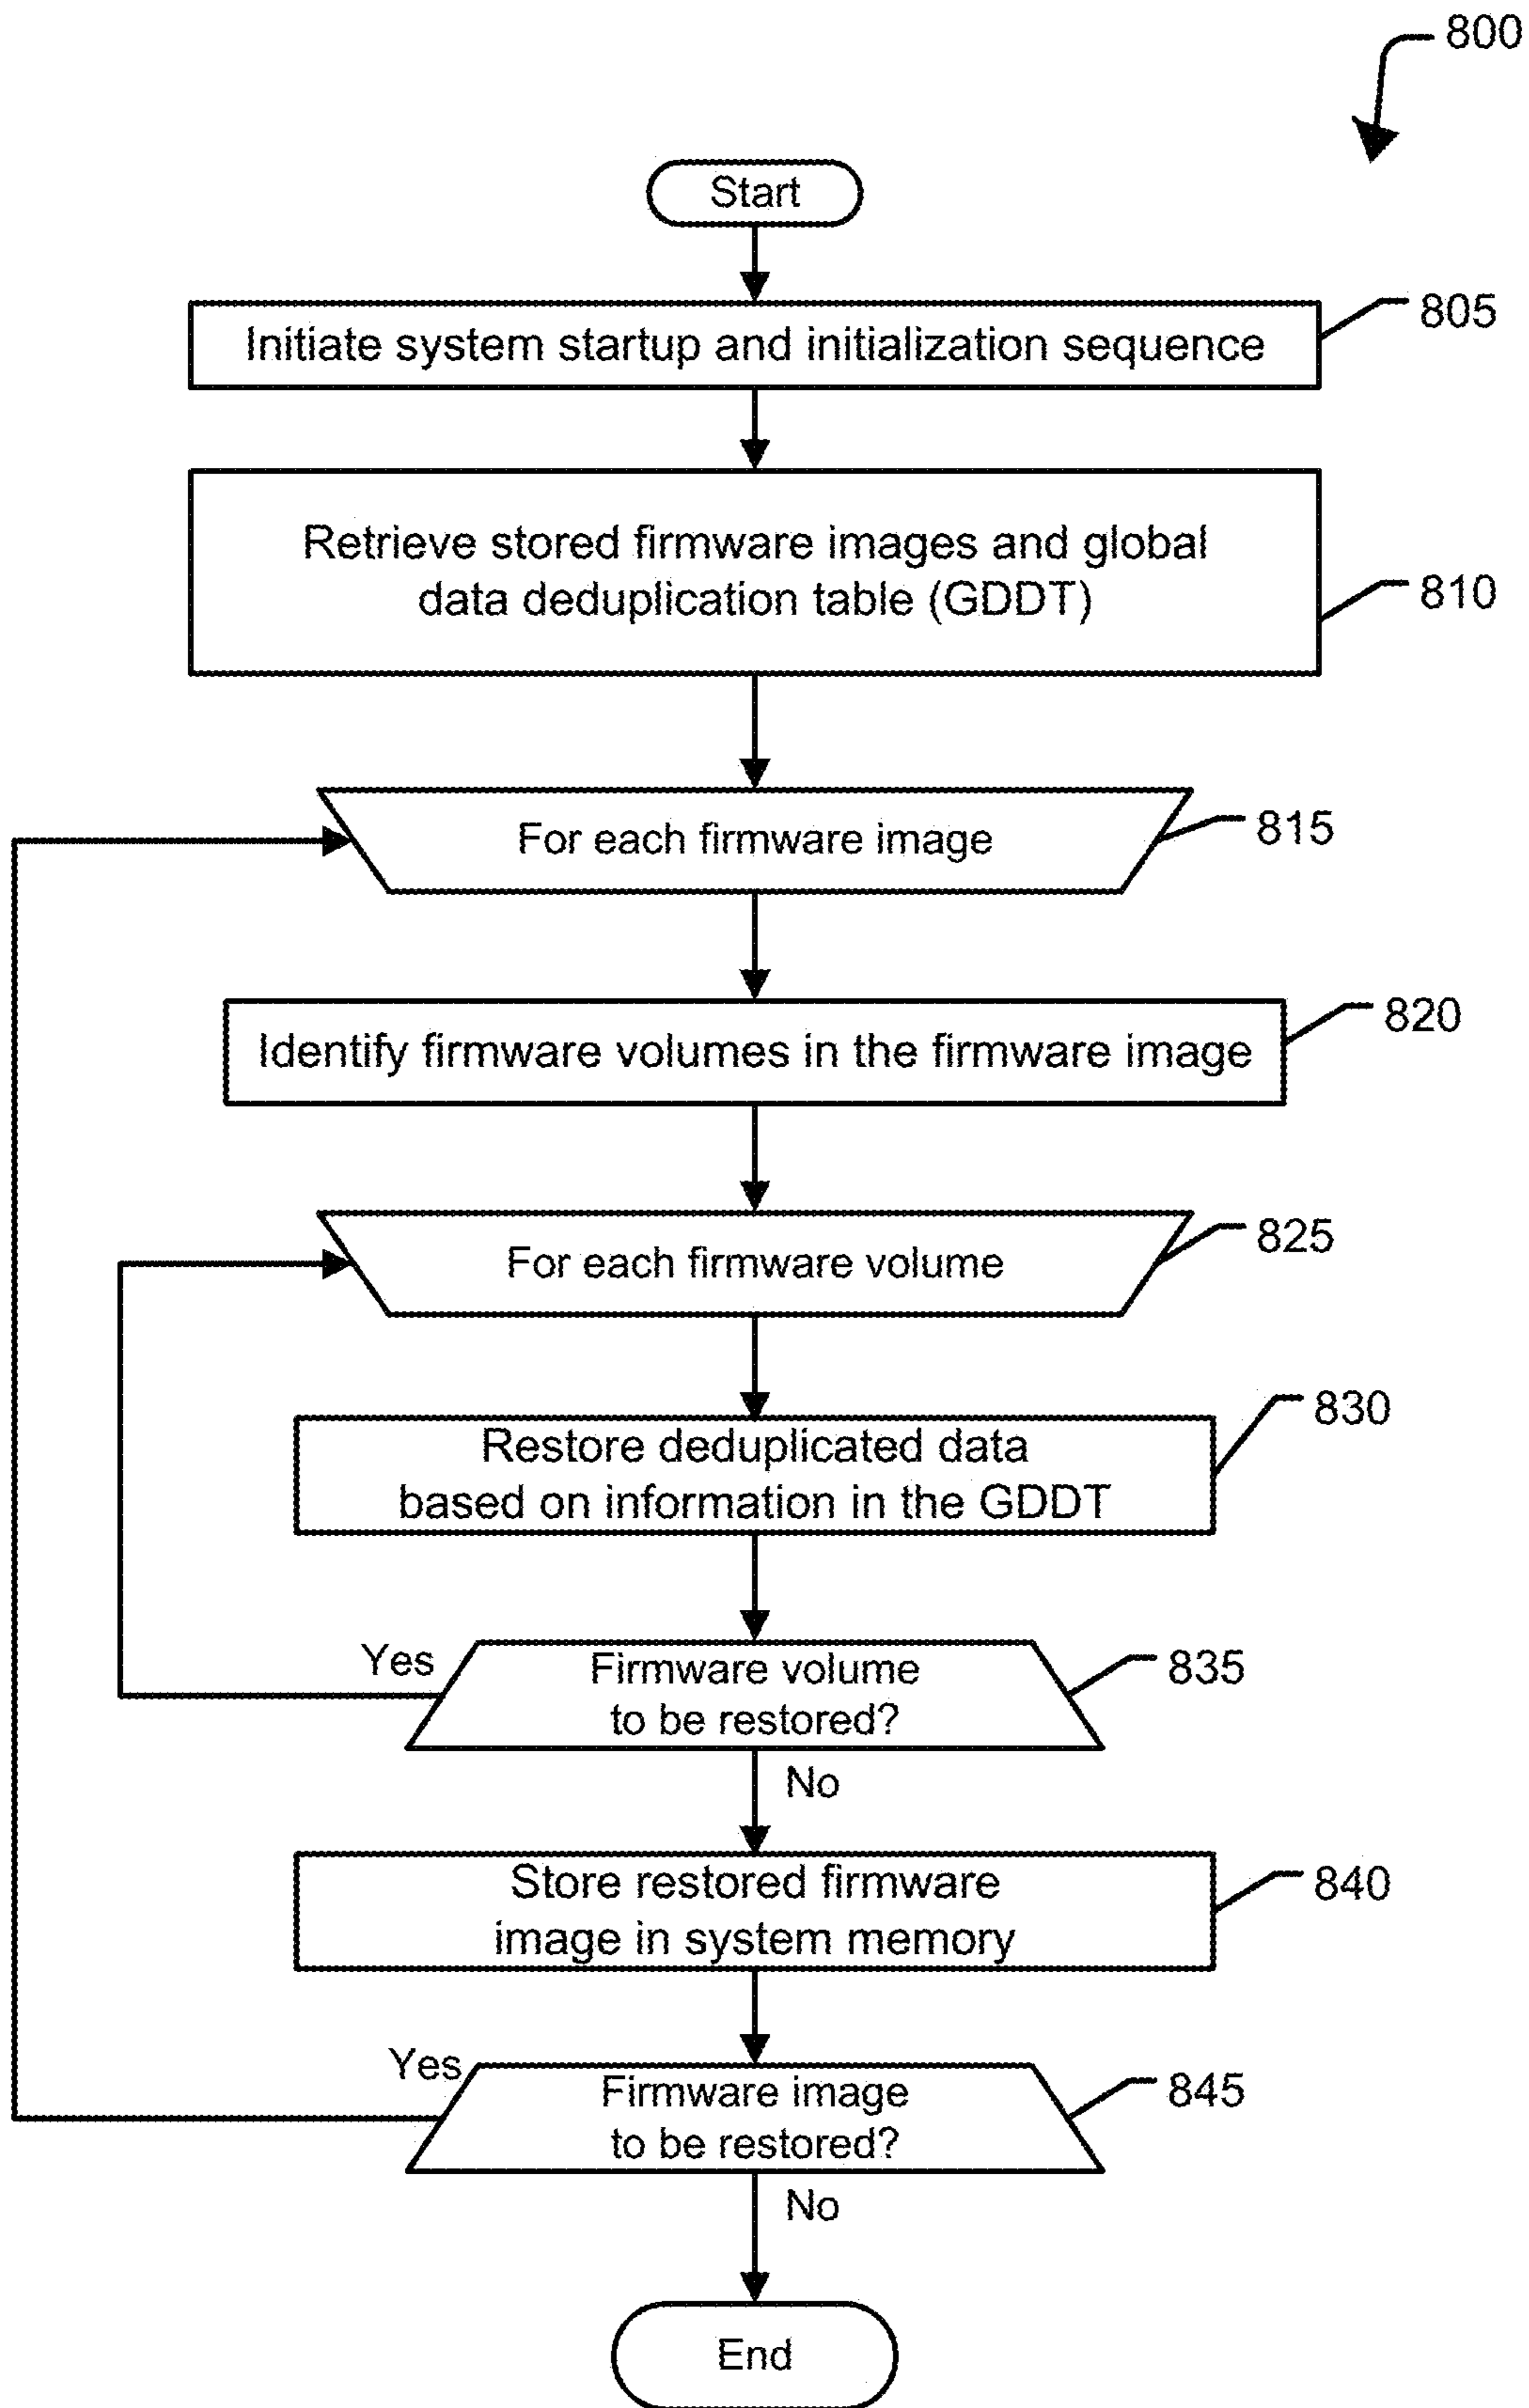 800
Start
Initiate system startup and initialization sequence
805
Retrieve stored firmware images and global
data deduplication table (GDDT)
810
For each firmware image
815
Identify firmware volumes in the firmware image
820
For each firmware volume
825
Restore deduplicated data
based on information in the GDDT
830
Yes
Firmware volume
to be restored?
835
No
Store restored firmware
image in system memory
840
Yes
Firmware image
to be restored?
845
No
End